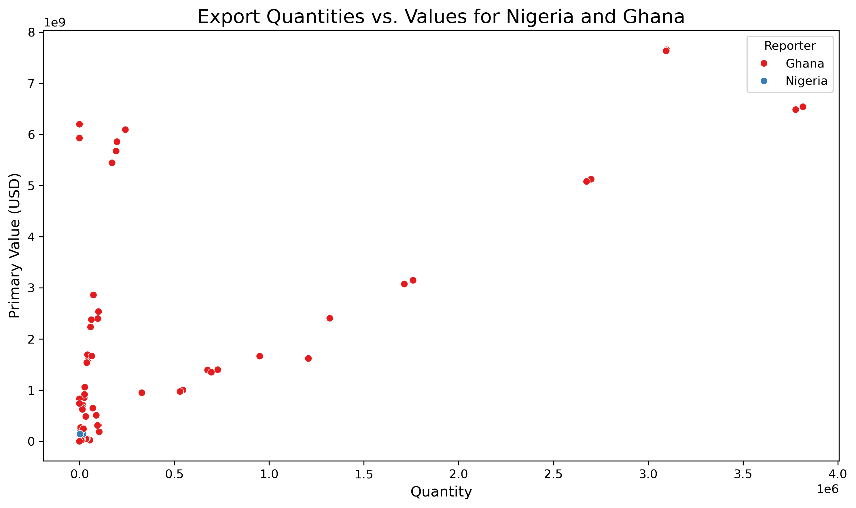 Export Quantities vs. Values for Nigeria and Ghana
1e9
8
7
6
5
4
3
2
1
0
Primary Value (USD)
Reporter
Ghana
Nigeria
0.0 0.5 1.0 1.5 2.0 2.5 3.0 3.5 4.0
1e6
Quantity